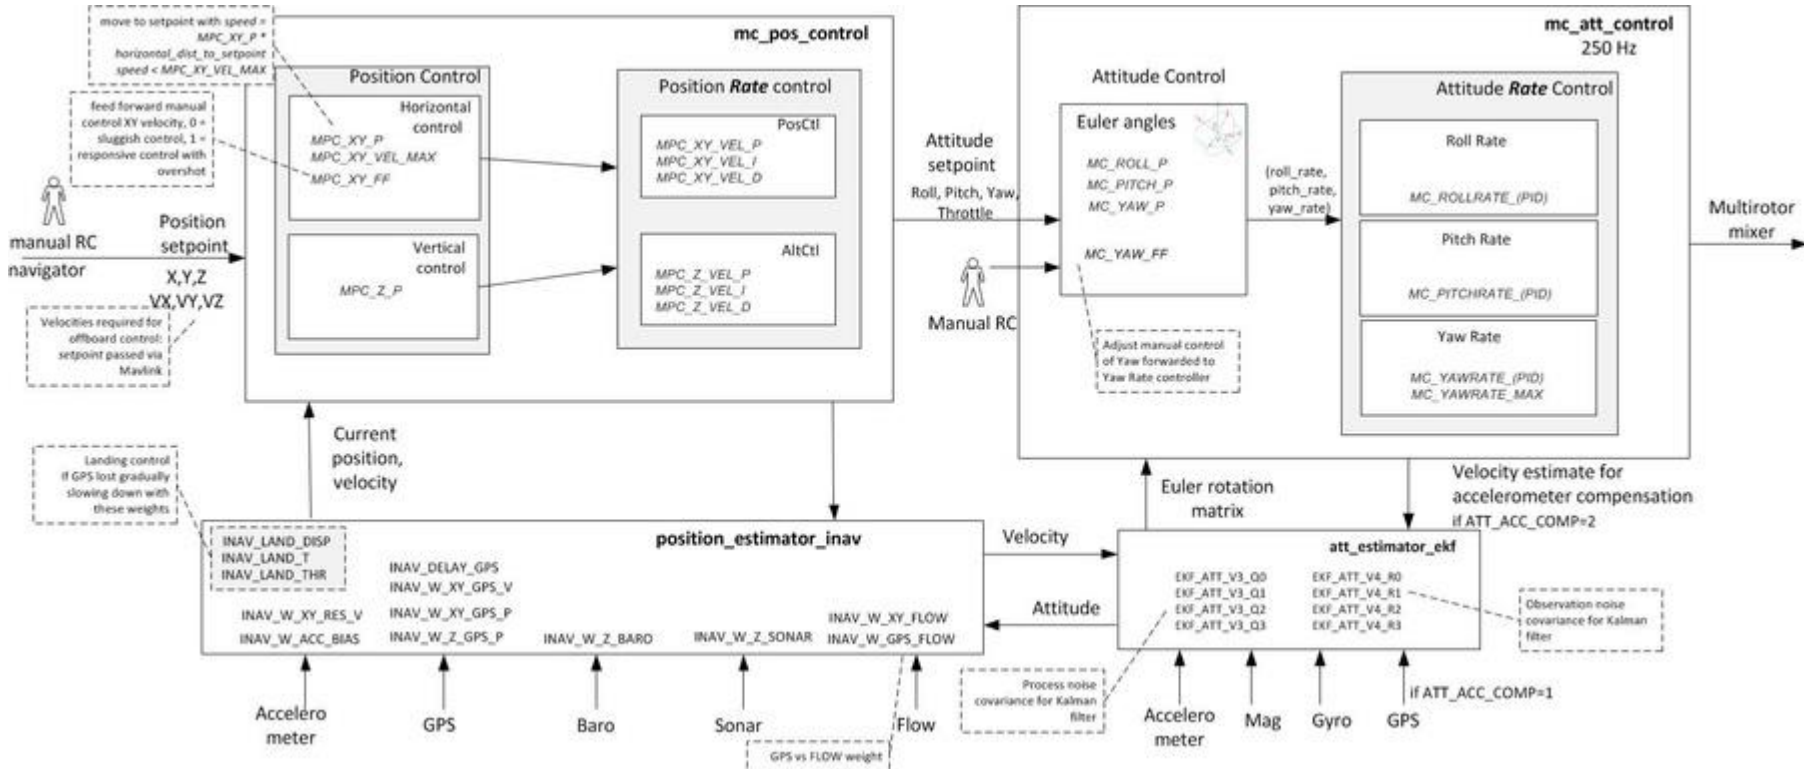 move to setpoint with speed =
MPC_XY_P *
horizontal_dist_to_setpoint
speed < MPC_XY_VEL_MAX
feed forward manual
control XY velocity, 0 =
sluggish control, 1 =
responsive control with
overshot
manual RC
navigator
Position
setpoint
X,Y,Z
VX,VY,VZ
Velocities required for
offboard control:
setpoint passed via
Mavlink
mc_pos_control
Position Control
Horizontal
control
MPC_XY_P
MPC_XY_VEL_MAX
MPC_XY_FF
Vertical
control
MPC_Z_P
Position Rate control
PosCtl
MPC_XY_VEL_P
MPC_XY_VEL_I
MPC_XY_VEL_D
AltCtl
MPC_Z_VEL_P
MPC_Z_VEL_I
MPC_Z_VEL_D
Attitude
setpoint
Roll, Pitch, Yaw,
Throttle
Manual RC
mc_att_control
250 Hz
Attitude Control
Euler angles
MC_ROLL_P
MC_PITCH_P
MC_YAW_P
MC_YAW_FF
Adjust manual control
of Yaw forwarded to
Yaw Rate controller
(roll_rate,
pitch_rate,
yaw_rate)
Attitude Rate Control
Roll Rate
MC_ROLLRATE_(PID)
Pitch Rate
MC_PITCHRATE_(PID)
Yaw Rate
MC_YAWRATE_(PID)
MC_YAWRATE_MAX
Multirotor
mixer
Current
position,
velocity
Landing control
If GPS lost gradually
slowing down with
these weights
position_estimator_inav
INAV_LAND_DISP
INAV_LAND_T
INAV_LAND_THR
INAV_W_XY_RES_V
INAV_W_ACC_BIAS
INAV_DELAY_GPS
INAV_W_XY_GPS_V
INAV_W_XY_GPS_P
INAV_W_Z_GPS_P
INAV_W_Z_BARO
INAV_W_Z_SONAR
INAV_W_XY_FLOW
INAV_W_GPS_FLOW
Accelero
meter
GPS
Baro
Sonar
Flow
GPS vs FLOW weight
Velocity
Attitude
Euler rotation
matrix
Velocity estimate for
accelerometer compensation
if ATT_ACC_COMP=2
att_estimator_ekf
EKF_ATT_V3_Q0
EKF_ATT_V3_Q1
EKF_ATT_V3_Q2
EKF_ATT_V3_Q3
EKF_ATT_V4_R0
EKF_ATT_V4_R1
EKF_ATT_V4_R2
EKF_ATT_V4_R3
Observation noise
covariance for Kalman
filter
Process noise
covariance for Kalman
filter
Accelero
meter
Mag
Gyro
GPS
if ATT_ACC_COMP=1